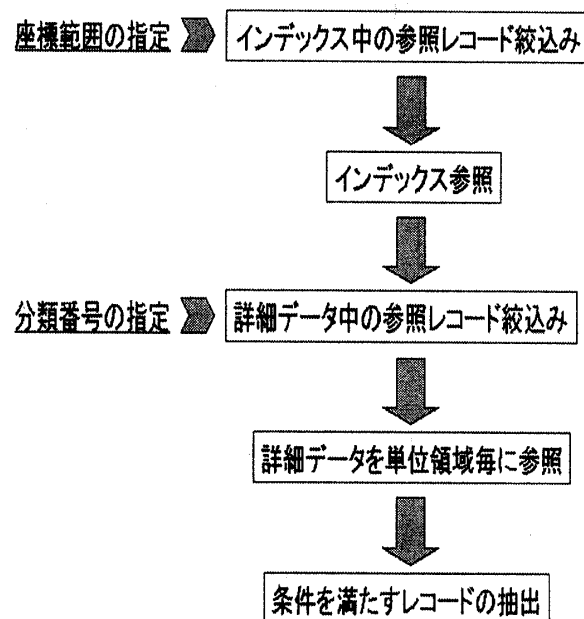 座標範囲の指定
インデックス中の参照レコード絞込み
インデックス参照
分類番号の指定
詳細データ中の参照レコード絞込み
詳細データを単位領域毎に参照
条件を満たすレコードの抽出